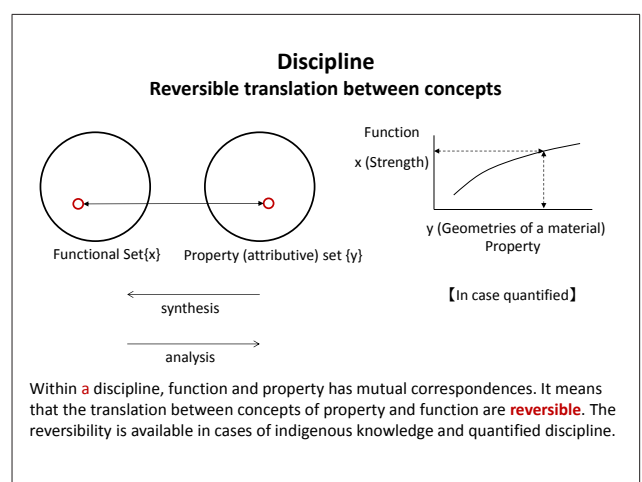 Discipline
Reversible translation between concepts
Function
x (Strength)
y (Geometries of a material)
Property
Functional Set{x}
Property (attributive) set {y}
synthesis
【In case quantified】
analysis
Within a discipline, function and property has mutual correspondences. It means
that the translation between concepts of property and function are reversible. The
reversibility is available in cases of indigenous knowledge and quantified discipline.